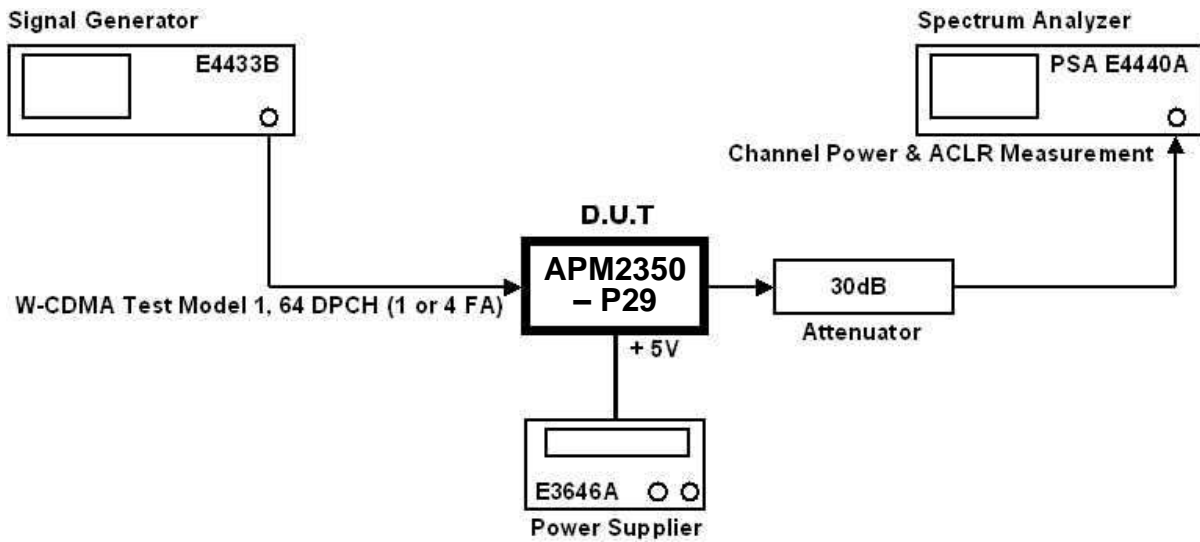 Signal Generator
E4433B
Spectrum Analyzer
PSA E4440A
Channel Power & ACLR Measurement
D.U.T
APM2350
– P29
W-CDMA Test Model 1, 64 DPCH (1 or 4 FA)
30dB
Attenuator
+ 5V
E3646A
Power Supplier